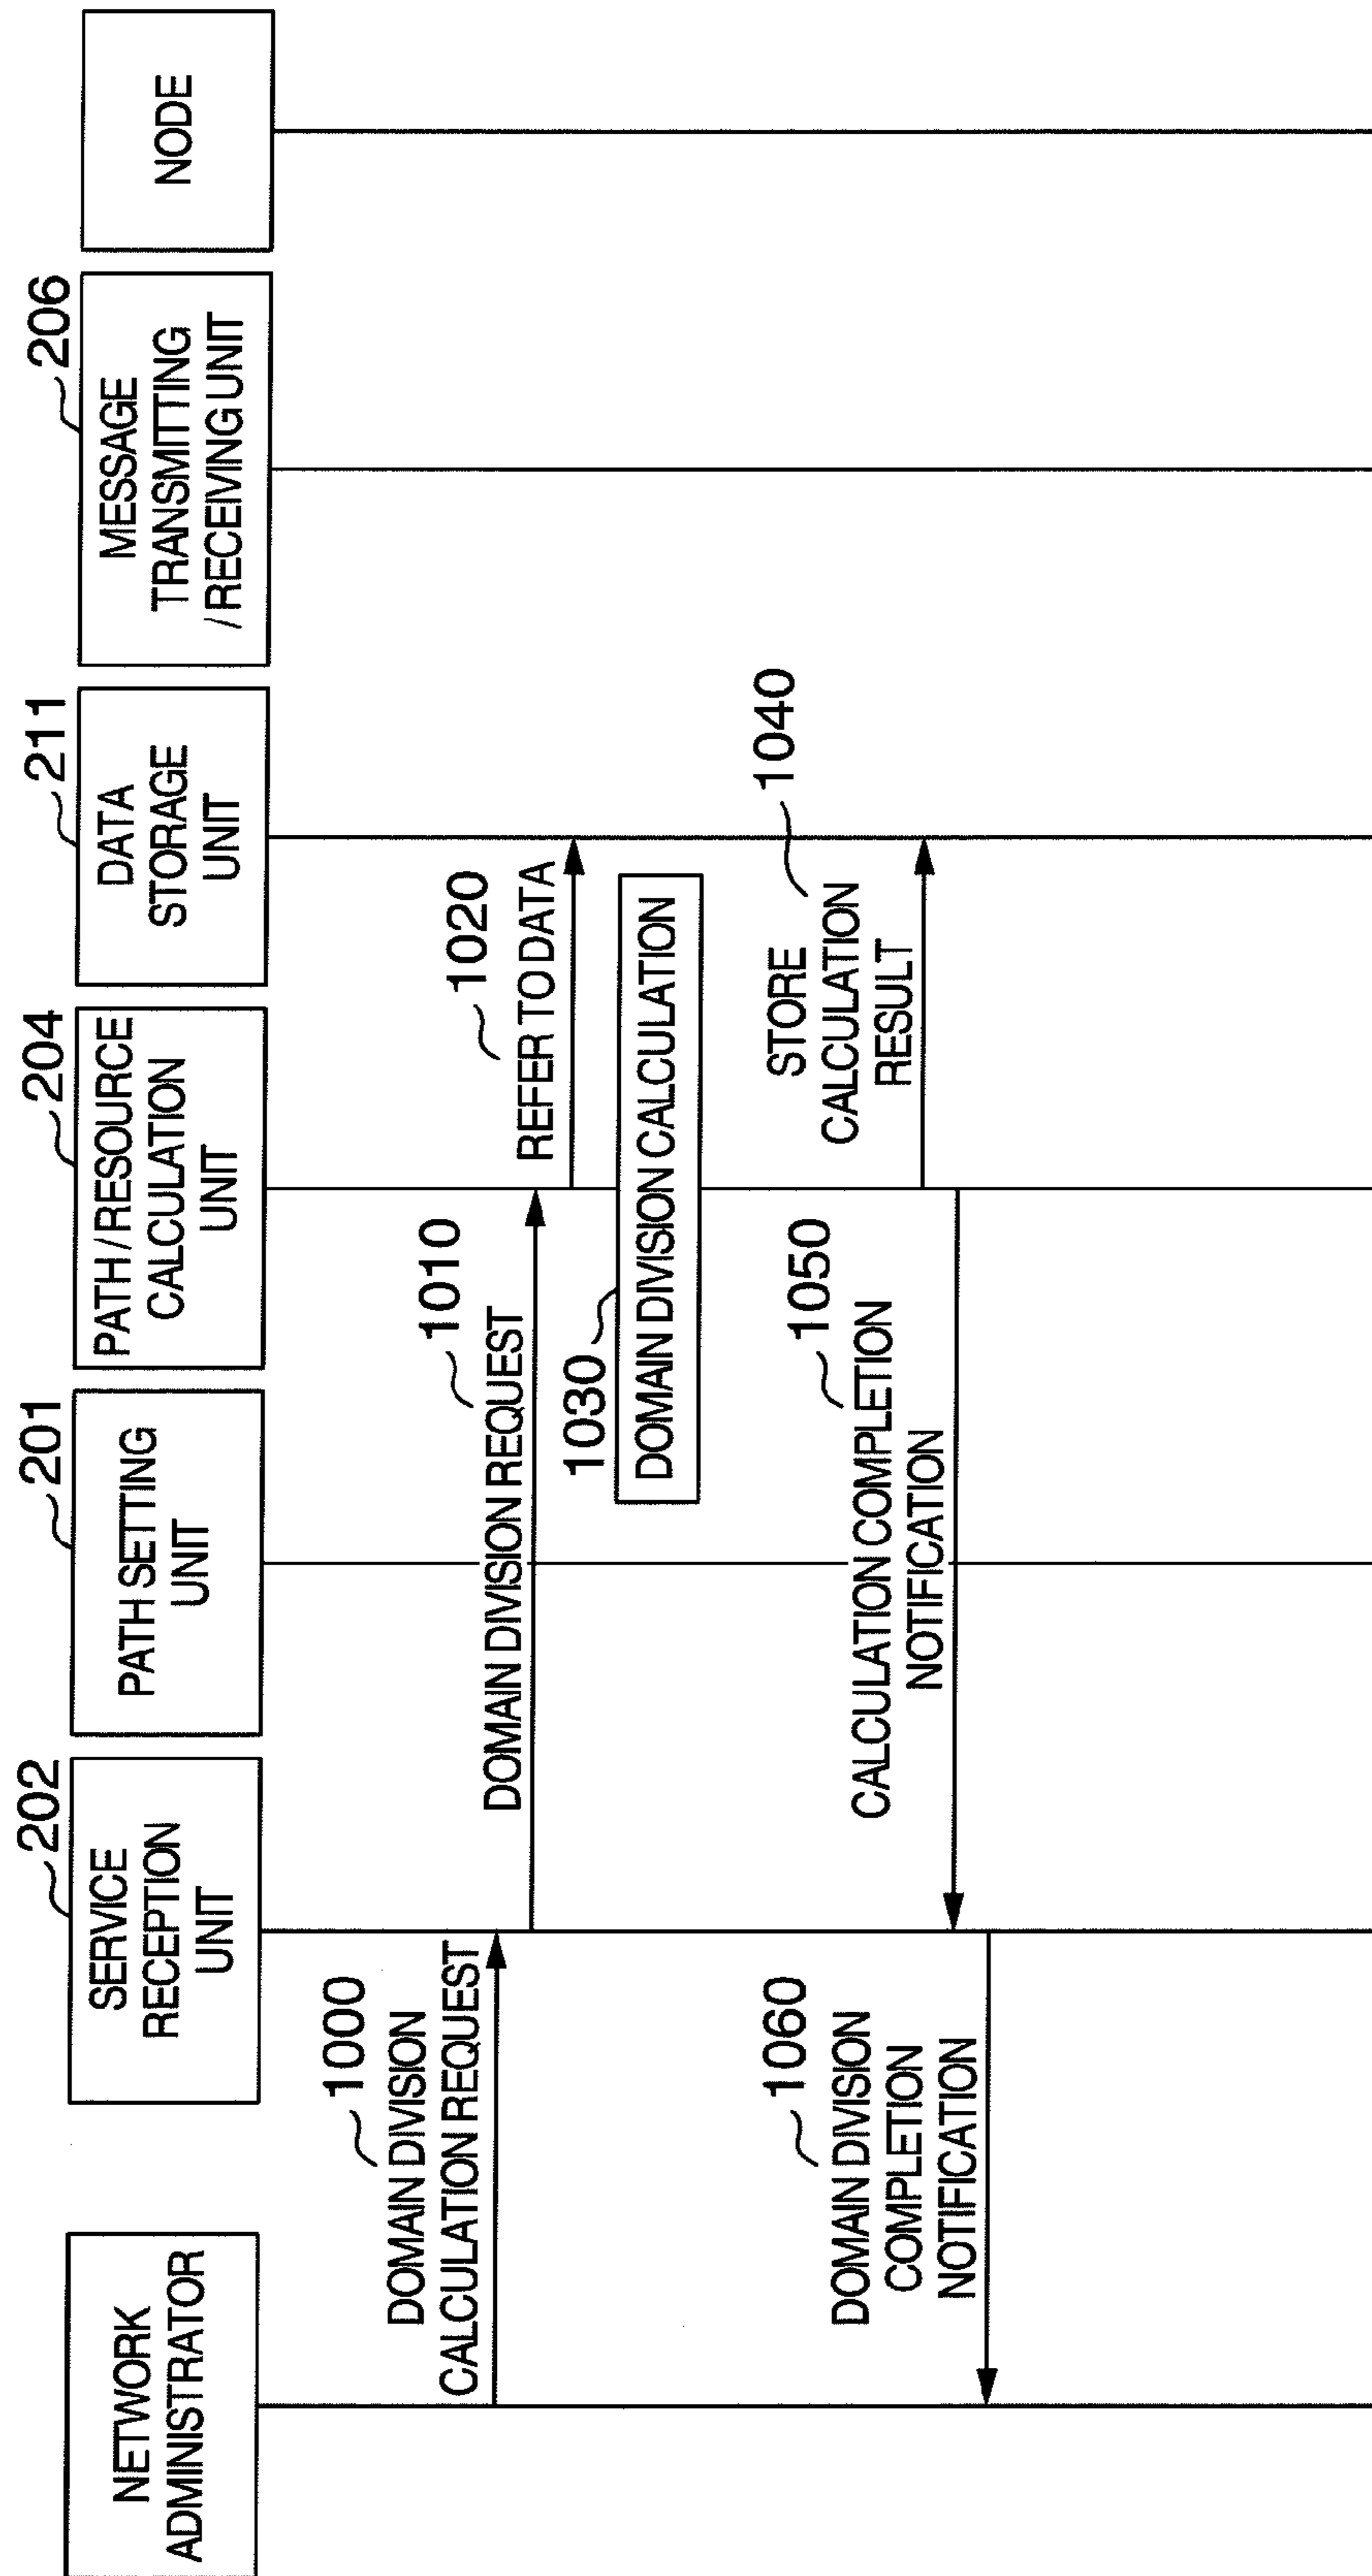 NETWORK
ADMINISTRATOR
202
SERVICE
RECEPTION
UNIT
201
PATH SETTING
UNIT
204
PATH / RESOURCE
CALCULATION
UNIT
211
DATA
STORAGE
UNIT
206
MESSAGE
TRANSMITTING
/ RECEIVING UNIT
NODE
1000
DOMAIN DIVISION
CALCULATION REQUEST
1010
DOMAIN DIVISION REQUEST
1020
REFER TO DATA
1030
DOMAIN DIVISION CALCULATION
1040
STORE
CALCULATION
RESULT
1050
CALCULATION COMPLETION
NOTIFICATION
1060
DOMAIN DIVISION
COMPLETION
NOTIFICATION